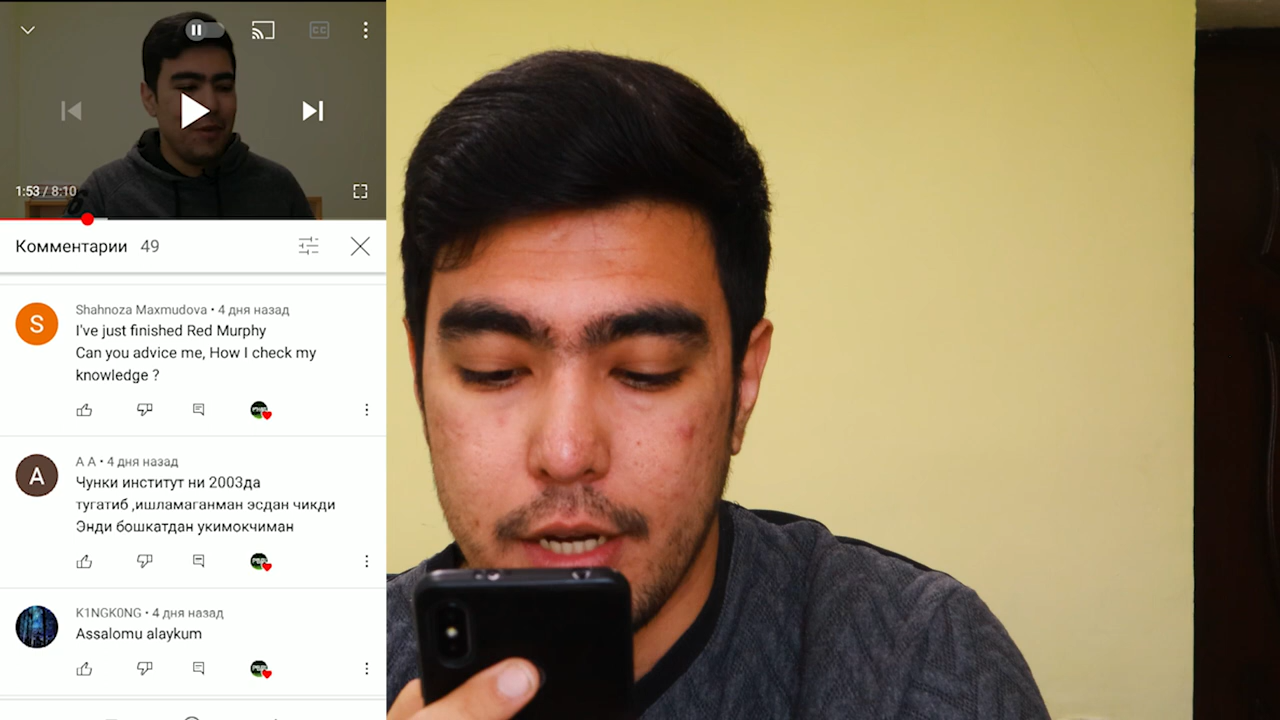 CC
1:53 / 8:10
Комментарии 49
S
Shahnoza Maxmudova • 4 дня назад
I've just finished Red Murphy
Can you advice me, How I check my
knowledge ?
A
A A • 4 дня назад
Чунки институт ни 2003да
тугатиб ,ишламаганман эсдан чикди
Энди бошкатдан укимокчиман
K1NGK0NG • 4 дня назад
Assalomu alaykum